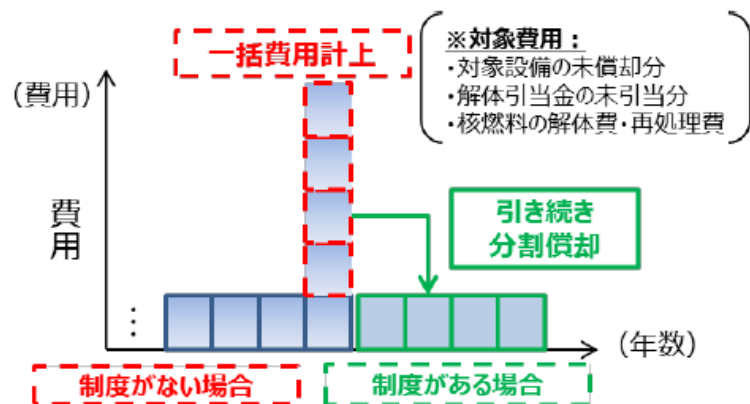 一括費用計上
※対象費用：
・対象設備の未償却分
・解体引当金の未引当分
・核燃料の解体費・再処理費
（費用）
費用
引き続き
分割償却
⋮
（年数）
制度がない場合
制度がある場合